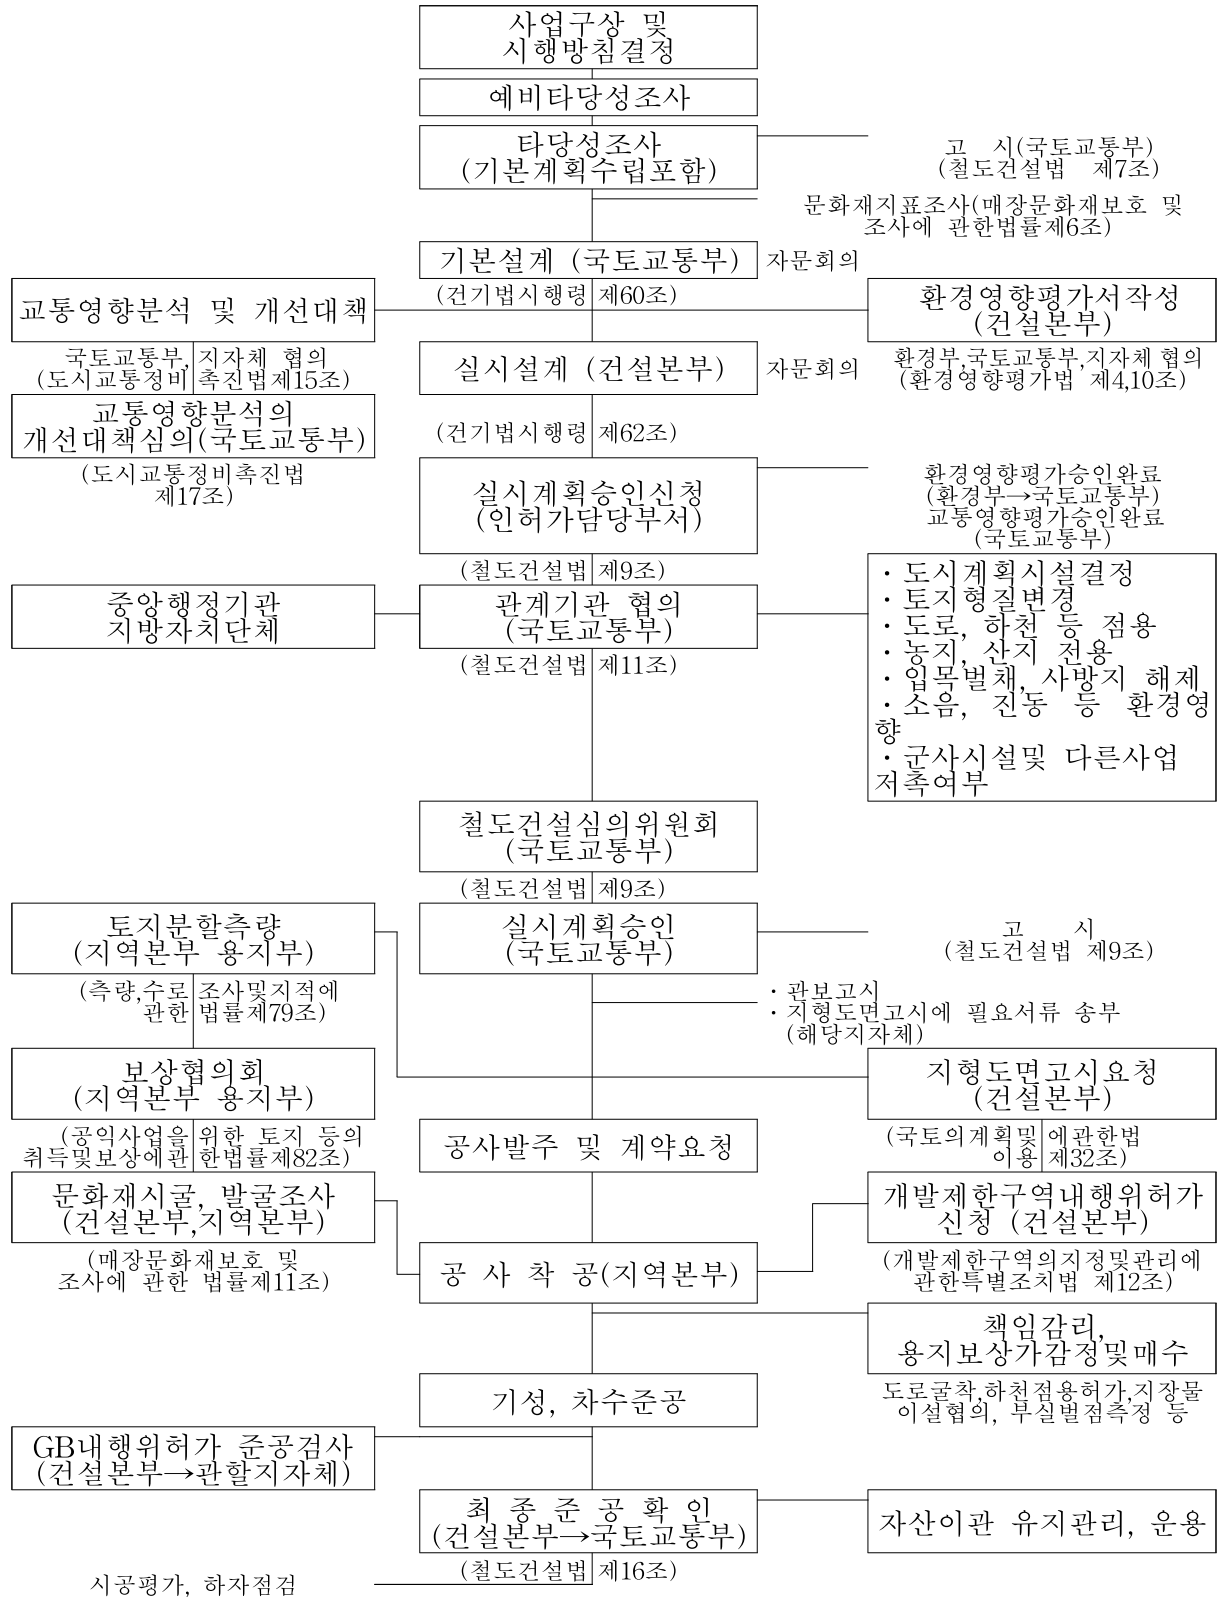 사업구상 및
시행방침결정
예비타당성조사
타당성조사
(기본계획수립포함)
고 시(국토교통부)
(철도건설법 제7조)
문화재지표조사(매장문화재보호 및
조사에 관한법률제6조)
기본설계 (국토교통부)
자문회의
(건기법시행령 제60조)
교통영향분석 및 개선대책
환경영향평가서작성
(건설본부)
국토교통부, 지자체 협의
(도시교통정비 촉진법제15조)
실시설계 (건설본부)
자문회의
환경부,국토교통부,지자체 협의
(환경영향평가법 제4,10조)
교통영향분석의
개선대책심의(국토교통부)
(건기법시행령 제62조)
(도시교통정비촉진법
제17조)
실시계획승인신청
(인허가담당부서)
환경영향평가승인완료
(환경부→국토교통부)
교통영향평가승인완료
(국토교통부)
(철도건설법 제9조)
중앙행정기관
지방자치단체
관계기관 협의
(국토교통부)
(철도건설법 제11조)
· 도시계획시설결정
· 토지형질변경
· 도로, 하천 등 점용
· 농지, 산지 전용
· 입목벌채, 사방지 해제
· 소음, 진동 등 환경영
향
· 군사시설및 다른사업
저촉여부
철도건설심의위원회
(국토교통부)
(철도건설법 제9조)
토지분할측량
(지역본부 용지부)
실시계획승인
(국토교통부)
고 시
(철도건설법 제9조)
(측량,수로 조사및지적에
관한 법률제79조)
· 관보고시
· 지형도면고시에 필요서류 송부
(해당지자체)
보상협의회
(지역본부 용지부)
지형도면고시요청
(건설본부)
(공익사업을 위한 토지 등의
취득및보상에관 한법률제82조)
공사발주 및 계약요청
(국토의계획및 에관한법
이용 제32조)
문화재시굴, 발굴조사
(건설본부,지역본부)
개발제한구역내행위허가
신청 (건설본부)
(매장문화재보호 및
조사에 관한 법률제11조)
공 사 착 공(지역본부)
(개발제한구역의지정및관리에
관한특별조치법 제12조)
책임감리,
용지보상가감정및매수
기성, 차수준공
도로굴착,하천점용허가,지장물
이설협의, 부실벌점측정 등
GB내행위허가 준공검사
(건설본부→관할지자체)
최 종 준 공 확 인
(건설본부→국토교통부)
자산이관 유지관리, 운용
(철도건설법 제16조)
시공평가, 하자점검